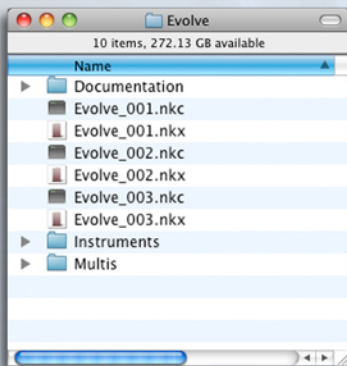 Evolve
10 items, 272.13 GB available
Name
Documentation
Evolve_001.nkc
Evolve_001.nkx
Evolve_002.nkc
Evolve_002.nkx
Evolve_003.nkc
Evolve_003.nkx
Instruments
Multis